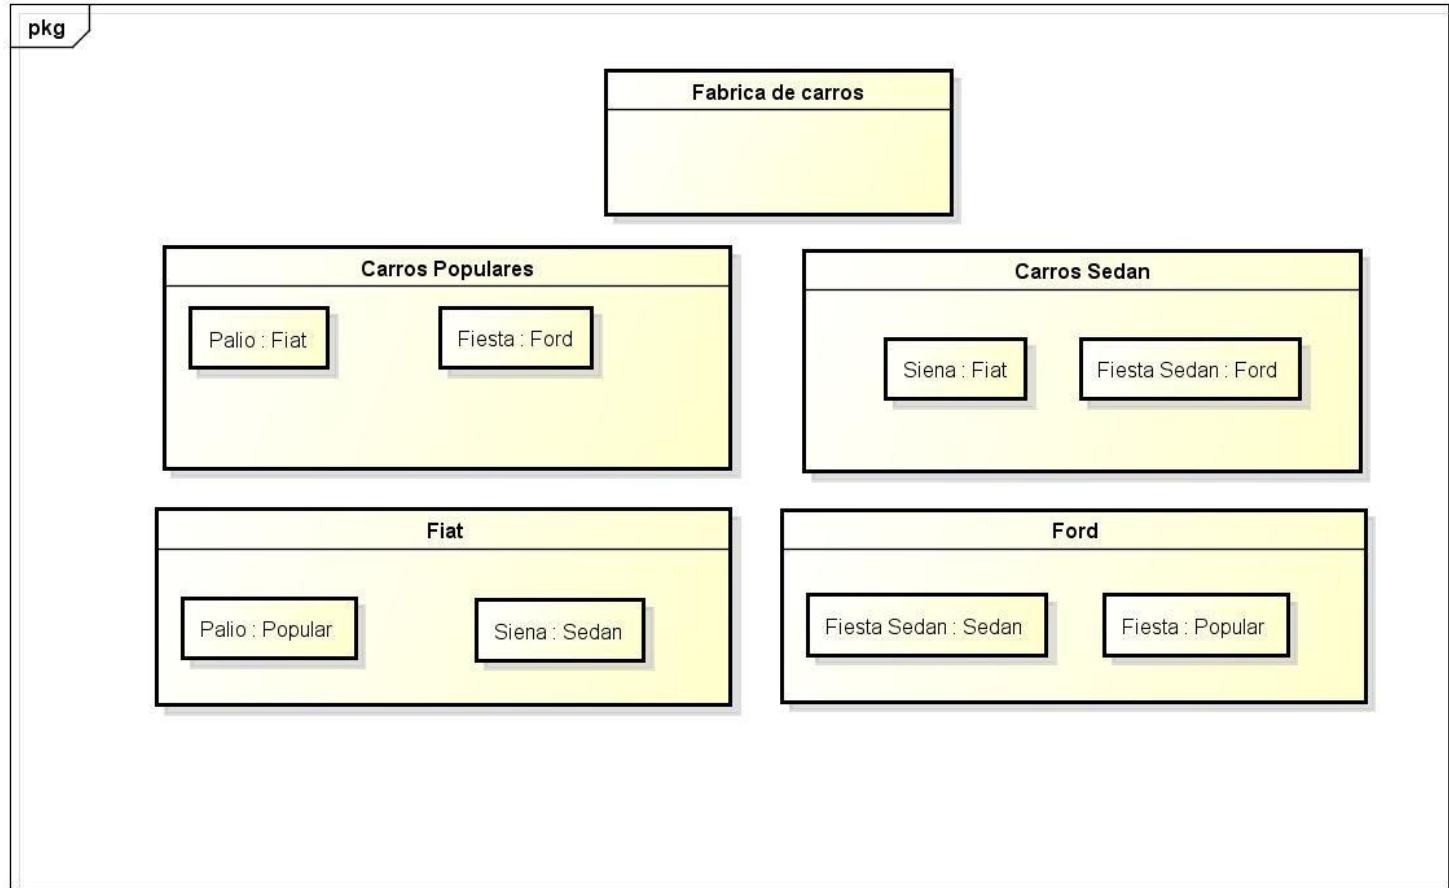 pkg
Fabrica de carros
Carros Populares
Palio : Fiat
Fiesta : Ford
Carros Sedan
Siena : Fiat
Fiesta Sedan : Ford
Fiat
Palio : Popular
Siena : Sedan
Ford
Fiesta Sedan : Sedan
Fiesta : Popular